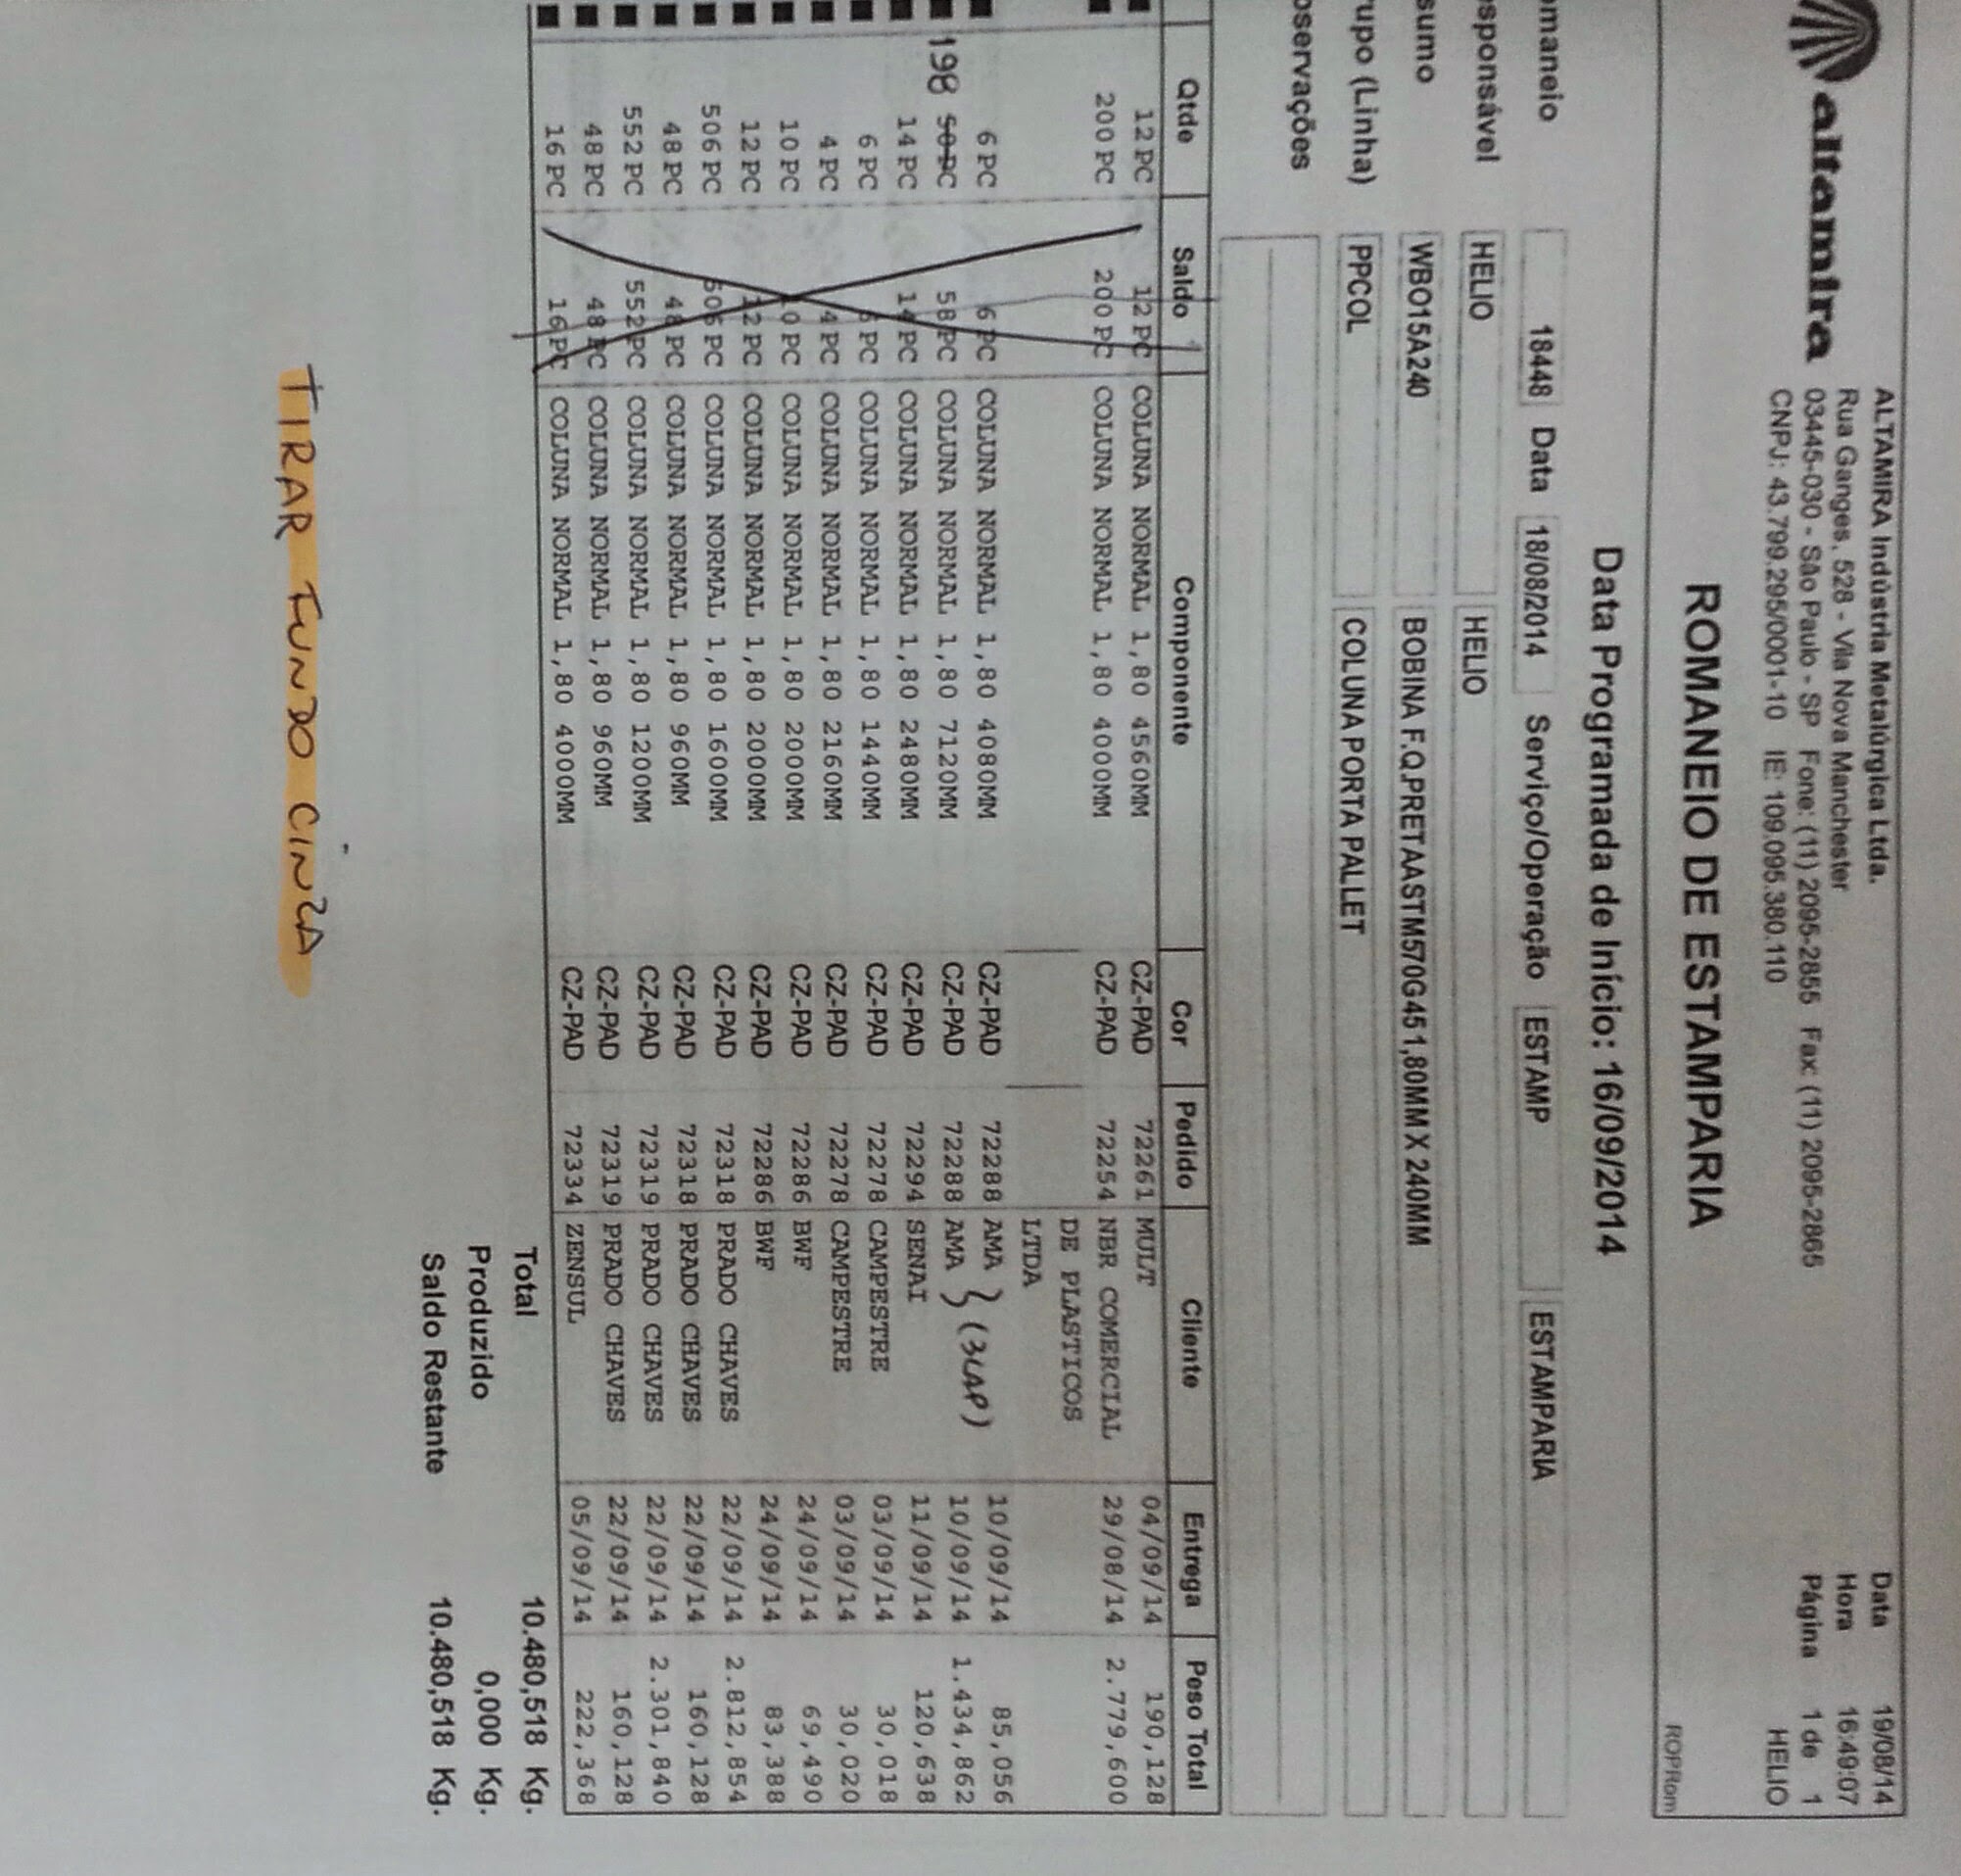 altamira
ALTAMIRA Indústria Metalúrgica Ltda.
Rua Ganges, 528 - Vila Nova Manchester
03445-030 - São Paulo - SP Fone: (11) 2095-2855 Fax: (11) 2095-2865
CNPJ: 43.799.295/0001-10 IE: 109.095.380.110
Data 19/08/14
Hora 16:49:07
Página 1 de 1
HELIO
ROMANEIO DE ESTAMPARIA
ROPRom
Data Programada de Início: 16/09/2014
omaneio 18448 Data 18/08/2014 Serviço/Operação ESTAMP ESTAMPARIA
esponsável HELIO HELIO
sumo WBO15A240 BOBINA F.Q.PRETAASTM570G45 1,80MM X 240MM
rupo (Linha) PPCOL COLUNA PORTA PALLET
bservações
Qtde Saldo Componente Cor Pedido Cliente Entrega Peso Total
12 PC 12 PC COLUNA NORMAL 1,80 4560MM CZ-PAD 72261 MULT 04/09/14 190,128
200 PC 200 PC COLUNA NORMAL 1,80 4000MM CZ-PAD 72254 NBR COMERCIAL 29/08/14 2.779,600
DE PLASTICOS
LTDA
6 PC 6 PC COLUNA NORMAL 1,80 4080MM CZ-PAD 72288 AMA 10/09/14 85,056
198 58 PC 58 PC COLUNA NORMAL 1,80 7120MM CZ-PAD 72288 AMA } (3CAP) 10/09/14 1.434,862
14 PC 14 PC COLUNA NORMAL 1,80 2480MM CZ-PAD 72294 SENAI 11/09/14 120,638
6 PC 6 PC COLUNA NORMAL 1,80 1440MM CZ-PAD 72278 CAMPESTRE 03/09/14 30,018
4 PC 4 PC COLUNA NORMAL 1,80 2160MM CZ-PAD 72278 CAMPESTRE 03/09/14 30,020
10 PC 10 PC COLUNA NORMAL 1,80 2000MM CZ-PAD 72286 BWF 24/09/14 69,490
12 PC 12 PC COLUNA NORMAL 1,80 2000MM CZ-PAD 72286 BWF 24/09/14 83,388
506 PC 506 PC COLUNA NORMAL 1,80 1600MM CZ-PAD 72318 PRADO CHAVES 22/09/14 2.812,854
48 PC 48 PC COLUNA NORMAL 1,80 960MM CZ-PAD 72318 PRADO CHAVES 22/09/14 160,128
552 PC 552 PC COLUNA NORMAL 1,80 1200MM CZ-PAD 72319 PRADO CHAVES 22/09/14 2.301,840
48 PC 48 PC COLUNA NORMAL 1,80 960MM CZ-PAD 72319 PRADO CHAVES 22/09/14 160,128
16 PC 16 PC COLUNA NORMAL 1,80 4000MM CZ-PAD 72334 ZENSUL 05/09/14 222,368
Total 10.480,518 Kg.
Produzido 0,000 Kg.
Saldo Restante 10.480,518 Kg.
TIRAR FUNDO CINZA